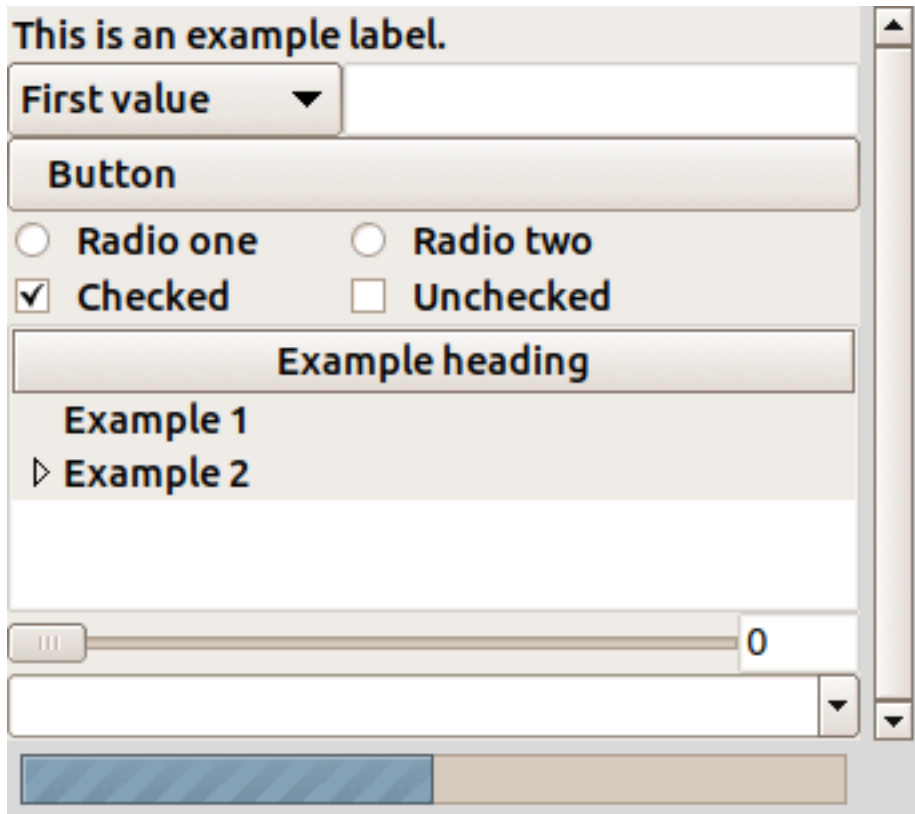 This is an example label.
First value
Button
Radio one Radio two
Checked Unchecked
Example heading
Example 1
Example 2
0